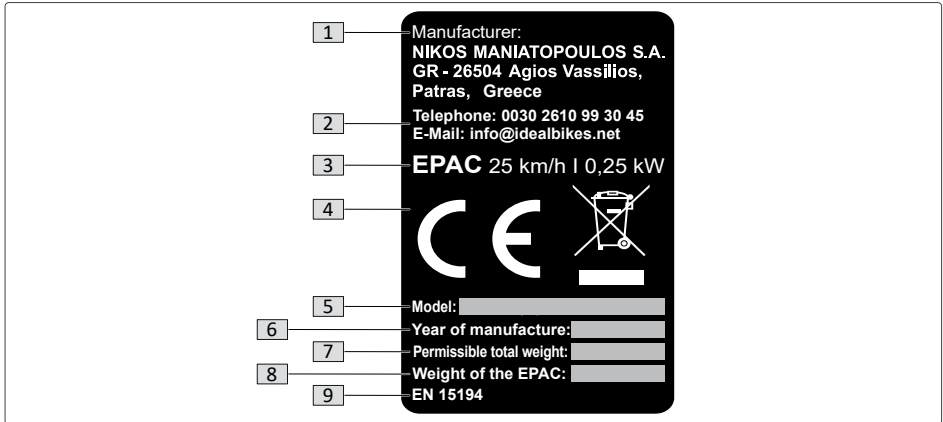 1 Manufacturer:
NIKOS MANIATOPOULOS S.A.
GR - 26504 Agios Vassilios,
Patras, Greece
2 Telephone: 0030 2610 99 30 45
E-Mail: info@idealbikes.net
3 EPAC 25 km/h I 0,25 kW
4 CE
5 Model:
6 Year of manufacture:
7 Permissible total weight:
8 Weight of the EPAC:
9 EN 15194